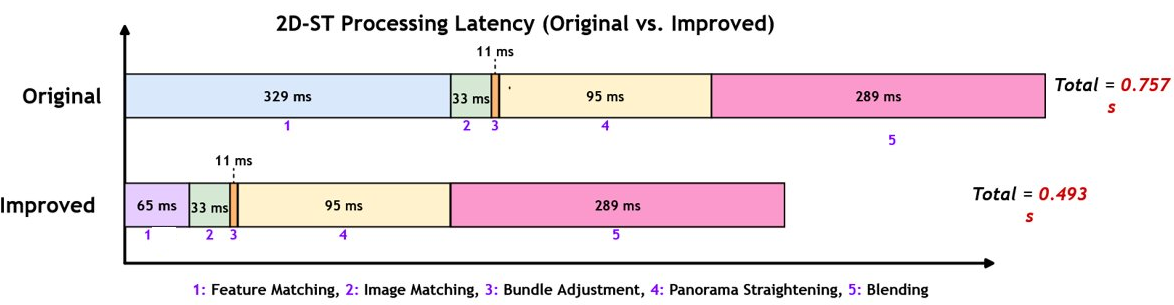 2D-ST Processing Latency (Original vs. Improved)
11 ms
Original
329 ms
33 ms
95 ms
289 ms
Total = 0.757
s
1
2
3
4
5
11 ms
Improved
65 ms
33 ms
95 ms
289 ms
Total = 0.493
s
1
2
3
4
5
1: Feature Matching, 2: Image Matching, 3: Bundle Adjustment, 4: Panorama Straightening, 5: Blending